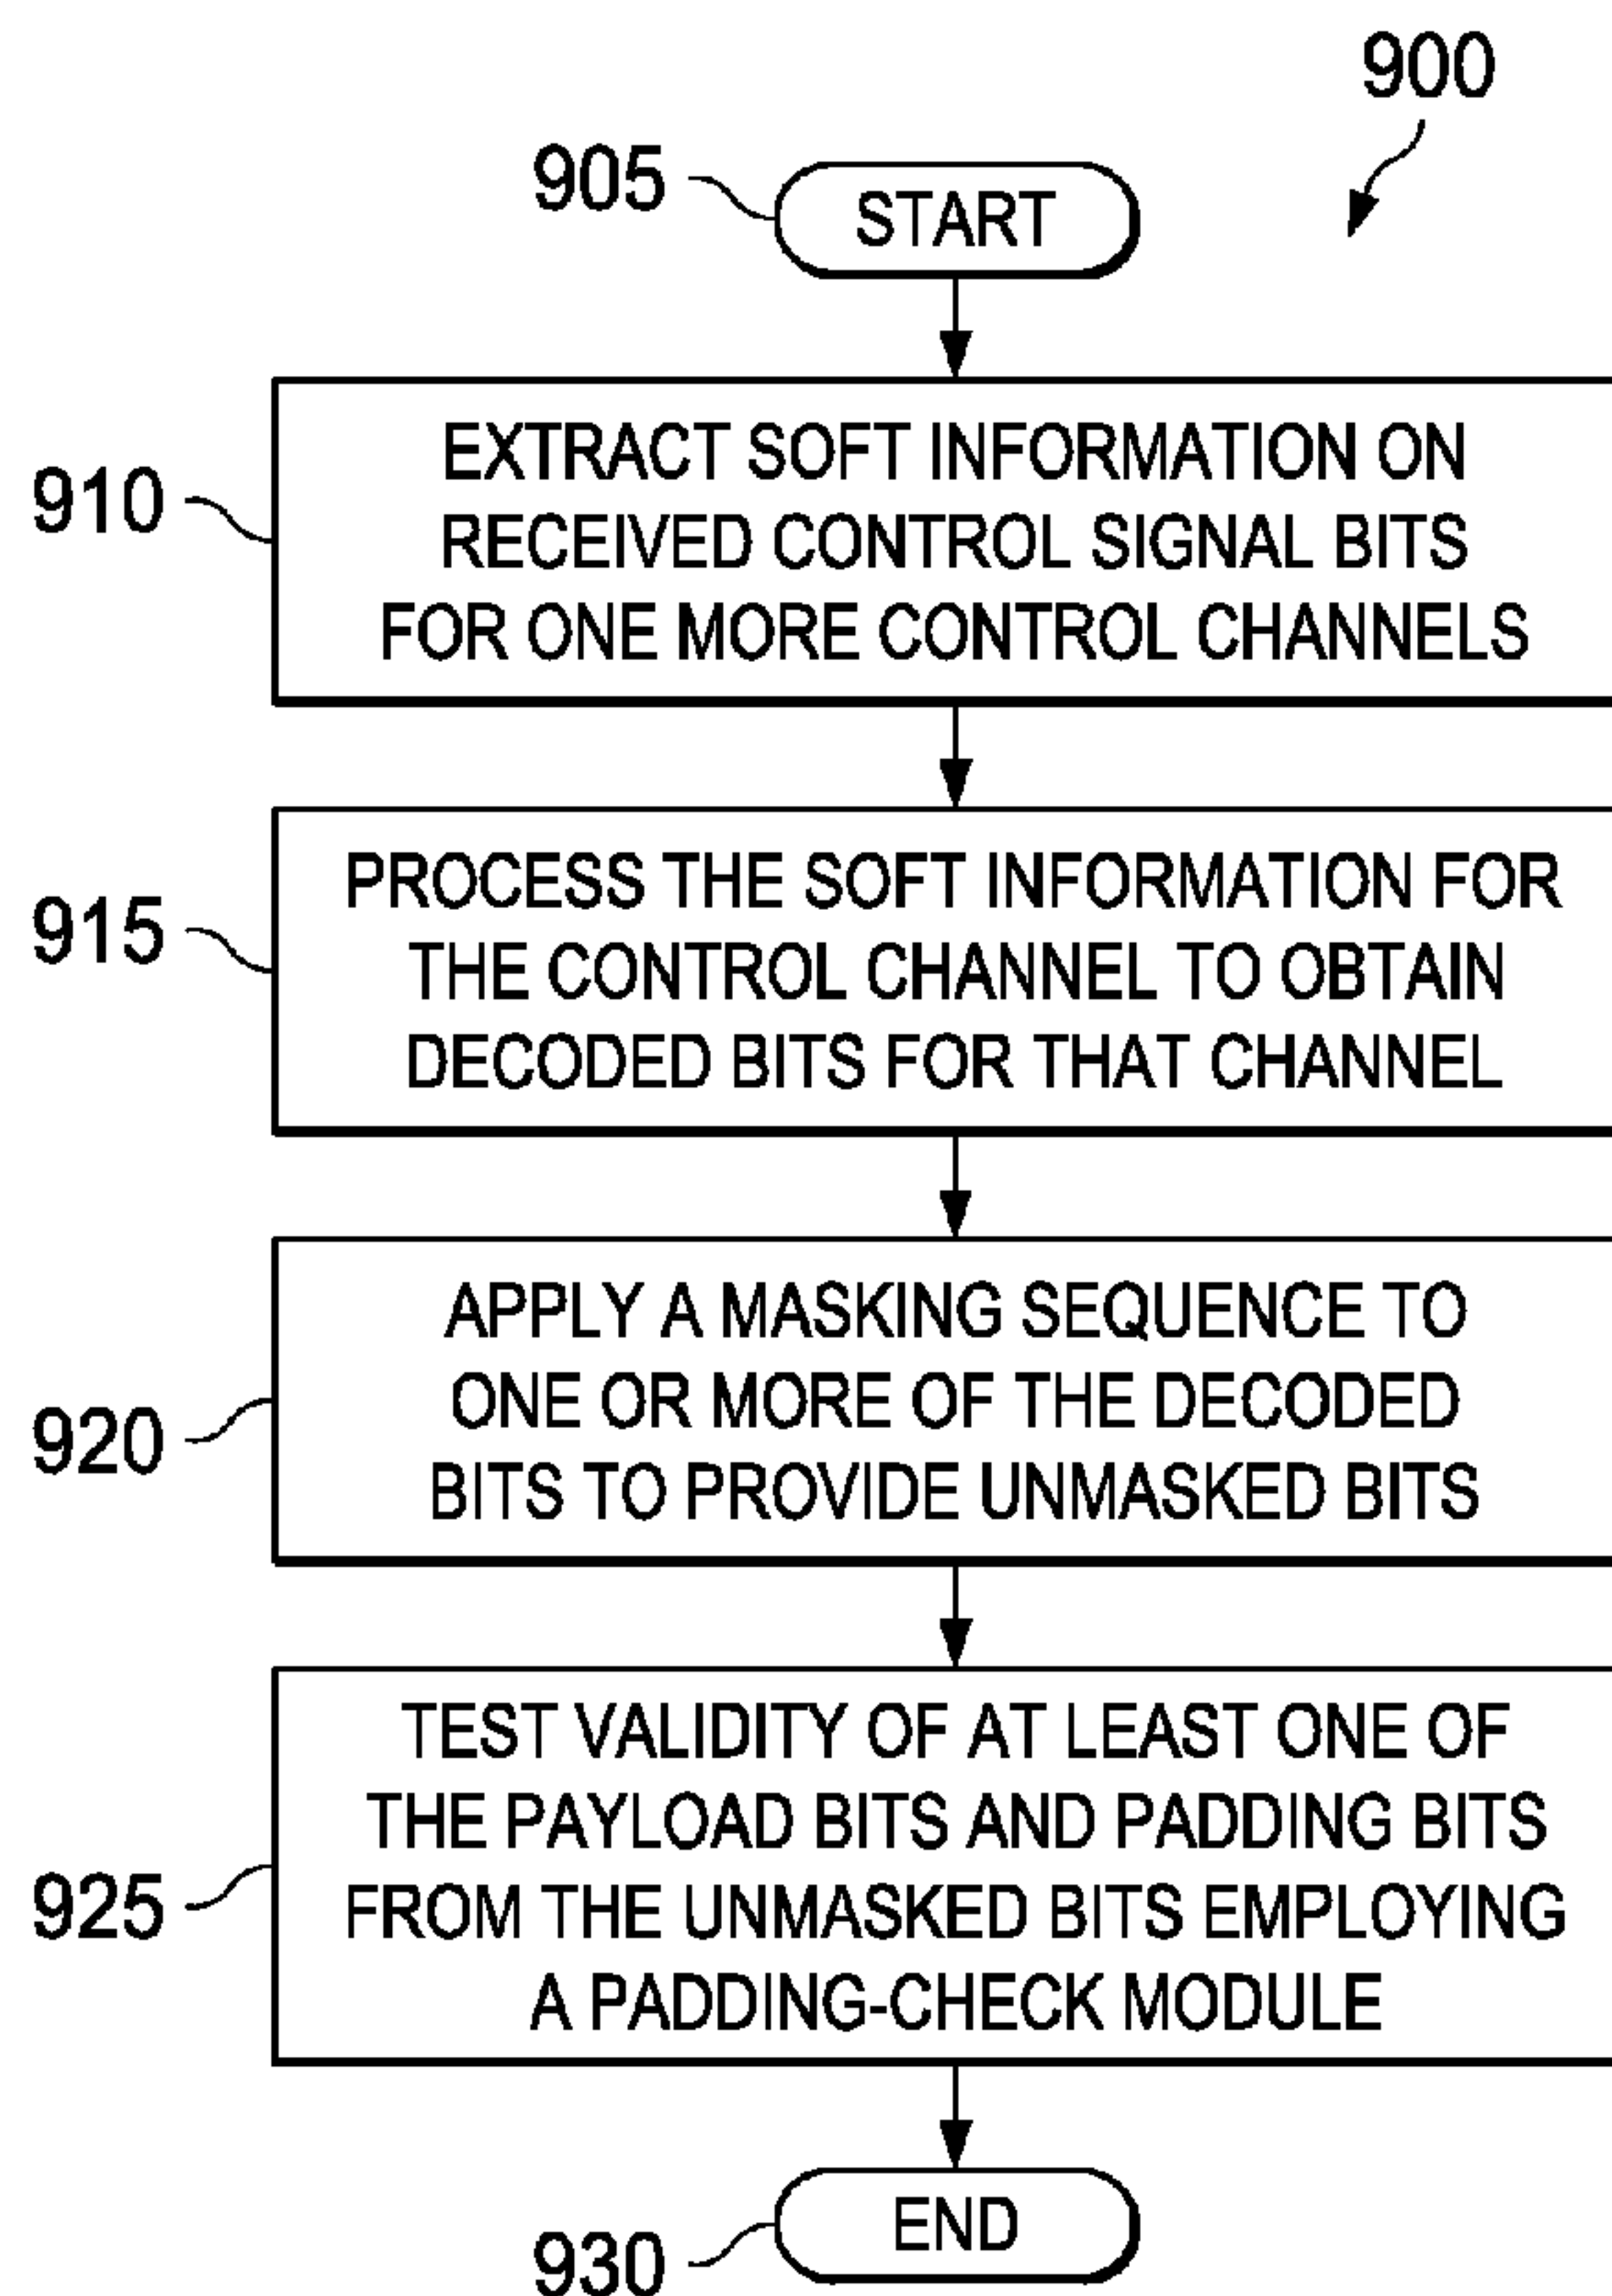 900
905
START
910
EXTRACT SOFT INFORMATION ON
RECEIVED CONTROL SIGNAL BITS
FOR ONE MORE CONTROL CHANNELS
915
PROCESS THE SOFT INFORMATION FOR
THE CONTROL CHANNEL TO OBTAIN
DECODED BITS FOR THAT CHANNEL
920
APPLY A MASKING SEQUENCE TO
ONE OR MORE OF THE DECODED
BITS TO PROVIDE UNMASKED BITS
925
TEST VALIDITY OF AT LEAST ONE OF
THE PAYLOAD BITS AND PADDING BITS
FROM THE UNMASKED BITS EMPLOYING
A PADDING-CHECK MODULE
END
930